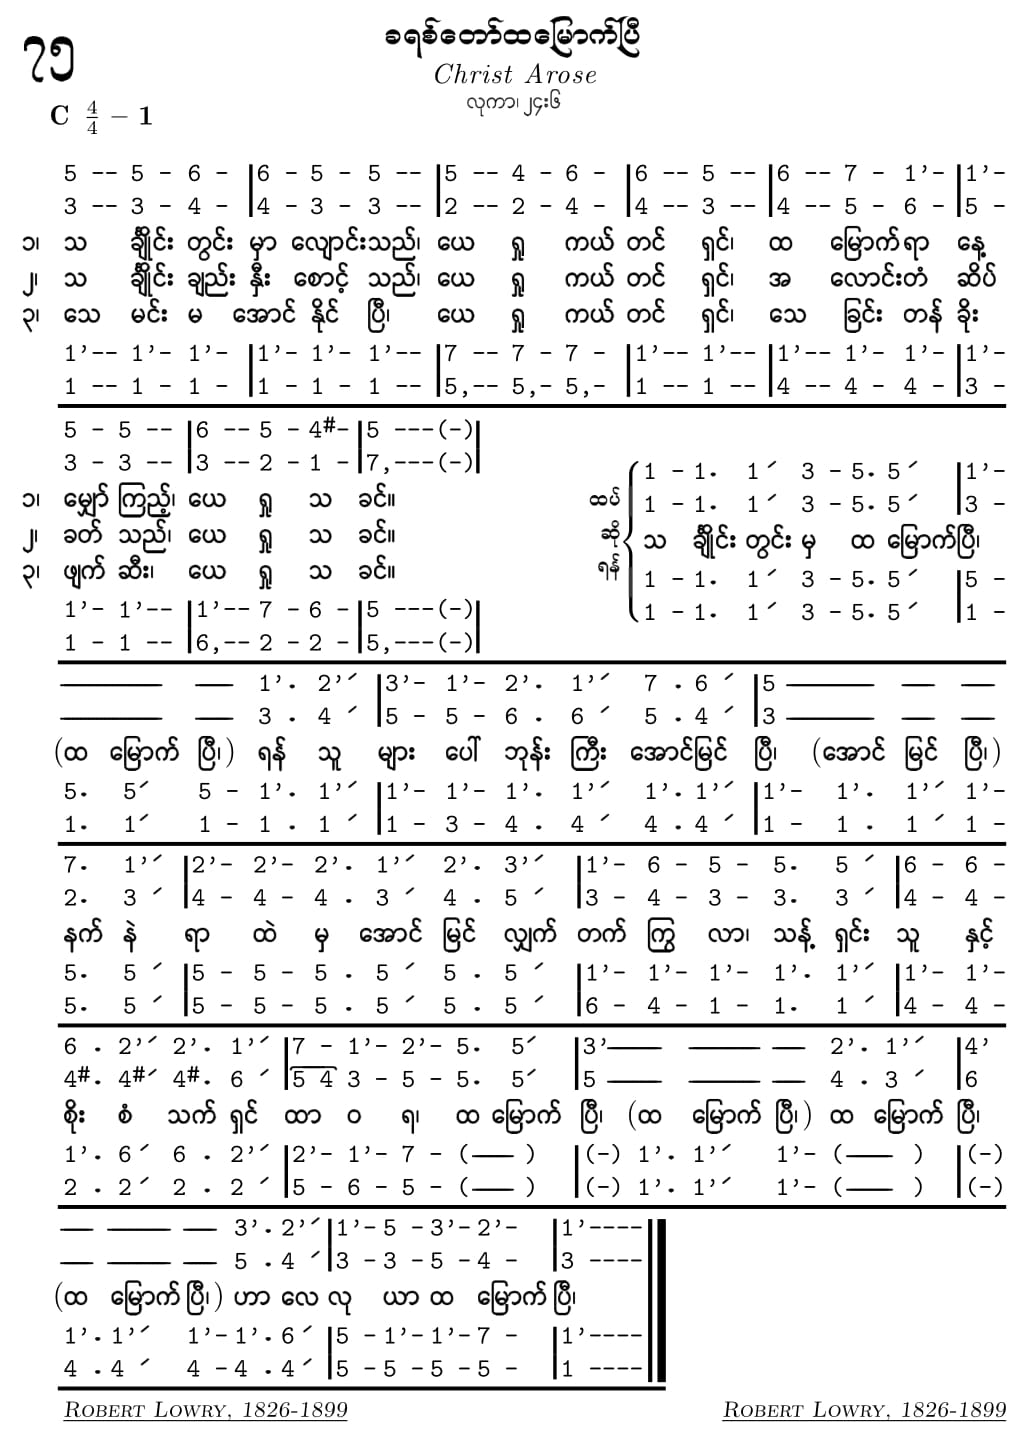 ၇၅
ခရစ်တော်ထမြောက်ပြီ
Christ Arose
လုကာ၊ ၂၄း၆
C 4/4 – 1
5 -- 5 - 6 - |6 - 5 - 5 -- |5 -- 4 - 6 - |6 -- 5 -- |6 -- 7 - 1’- |1’-
3 -- 3 - 4 - |4 - 3 - 3 -- |2 -- 2 - 4 - |4 -- 3 -- |4 -- 5 - 6 - |5 -
၁၊ သ ချိုင်း တွင်း မှာ လျောင်းသည်၊ ယေ ရှု ကယ် တင် ရှင်၊ ထ မြောက် ရာ နေ့
၂၊ သ ချိုင်း ချည်း နှီး စောင့် သည်၊ ယေ ရှု ကယ် တင် ရှင်၊ အ လောင်းတံ ဆိပ်
၃၊ သေ မင်း မ အောင် နိုင် ပြီ၊ ယေ ရှု ကယ် တင် ရှင်၊ သေ ခြင်း တန် ခိုး
1’-- 1’- 1’- |1’- 1’- 1’-- |7 -- 7 - 7 - |1’-- 1’-- |1’-- 1’- 1’- |1’-
1 -- 1 - 1 - |1 - 1 - 1 -- |5,-- 5,- 5,- |1 -- 1 -- |4 -- 4 - 4 - |3 -
5 - 5 -- |6 -- 5 - 4#- |5 ---(-)|
3 - 3 -- |3 -- 2 - 1 - |7,---(-)|
၁၊ မျှော် ကြည့်၊ ယေ ရှု သ ခင်။
၂၊ ခတ် သည်၊ ယေ ရှု သ ခင်။
၃၊ ဖျက် ဆီး၊ ယေ ရှု သ ခင်။
1’- 1’-- |1’-- 7 - 6 - |5 ---(-)|
1 - 1 -- |6,-- 2 - 2 - |5,---(-)|
ထပ်
ဆို
ရန်
1 - 1. 1´ 3 - 5. 5´ |1’-
1 - 1. 1´ 3 - 5. 5´ |3 -
သ ချိုင်း တွင်း မှ ထ မြောက်ပြီ၊
1 - 1. 1´ 3 - 5. 5´ |5 -
1 - 1. 1´ 3 - 5. 5´ |1 -
—— — 1’. 2’´ |3’- 1’- 2’. 1’´ 7 . 6 ´ |5 —— — —
—— — 3 . 4 ´ |5 - 5 - 6 . 6 ´ 5 . 4 ´ |3 —— — —
(ထ မြောက် ပြီ၊) ရန် သူ များ ပေါ် ဘုန်း ကြီး အောင်မြင် ပြီ၊ (အောင် မြင် ပြီ၊)
5. 5´ 5 - 1’. 1’´ |1’- 1’- 1’. 1’´ 1’. 1’´ |1’- 1’. 1’´ 1’-
1. 1´ 1 - 1 . 1 ´ |1 - 3 - 4 . 4 ´ 4 . 4 ´ |1 - 1 . 1 ´ 1 -
7. 1’´ |2’- 2’- 2’. 1’´ 2’. 3’´ |1’- 6 - 5 - 5. 5 ´ |6 - 6 -
2. 3 ´ |4 - 4 - 4 . 3 ´ 4 . 5 ´ |3 - 4 - 3 - 3. 3 ´ |4 - 4 -
နက် နဲ ရာ ထဲ မှ အောင် မြင် လျှက် တက် ကြွ လာ၊ သန့် ရှင်း သူ နှင့်
5. 5 ´ |5 - 5 - 5 . 5 ´ 5 . 5 ´ |1’- 1’- 1’- 1’. 1’´ |1’- 1’-
5. 5 ´ |5 - 5 - 5 . 5 ´ 5 . 5 ´ |6 - 4 - 1 - 1. 1 ´ |4 - 4 -
6 . 2’´ 2’. 1’´ |7 - 1’- 2’- 5. 5´ |3’—— —— — 2’. 1’´ |4’
4#. 4#´ 4#. 6 ´ |5 4 3 - 5 - 5. 5´ |5 —— —— — 4 . 3 ´ |6
စိုး စံ သက် ရှင် ထာ ဝ ရ၊ ထ မြောက် ပြီ၊ (ထ မြောက် ပြီ၊) ထ မြောက် ပြီ၊
1’. 6 ´ 6 . 2’´ |2’- 1’- 7 - (—— ) |(-) 1’. 1’´ 1’- (—— ) |(-)
2 . 2´ 2 . 2 ´ |5 - 6 - 5 - (—— ) |(-) 1’. 1’´ 1’- (—— ) |(-)
— —— — 3’. 2’´ |1’- 5 - 3’- 2’- |1’----
— —— — 5 . 4 ´ |3 - 3 - 5 - 4 - |3 ----
(ထ မြောက် ပြီ၊) ဟာ လေ လု ယာ ထ မြောက် ပြီ၊
1’. 1’´ 1’- 1’. 6 ´ |5 - 1’- 1’- 7 - |1’----
4 . 4 ´ 4 - 4 . 4´ |5 - 5 - 5 - 5 - |1 ----
ROBERT LOWRY, 1826-1899 ROBERT LOWRY, 1826-1899